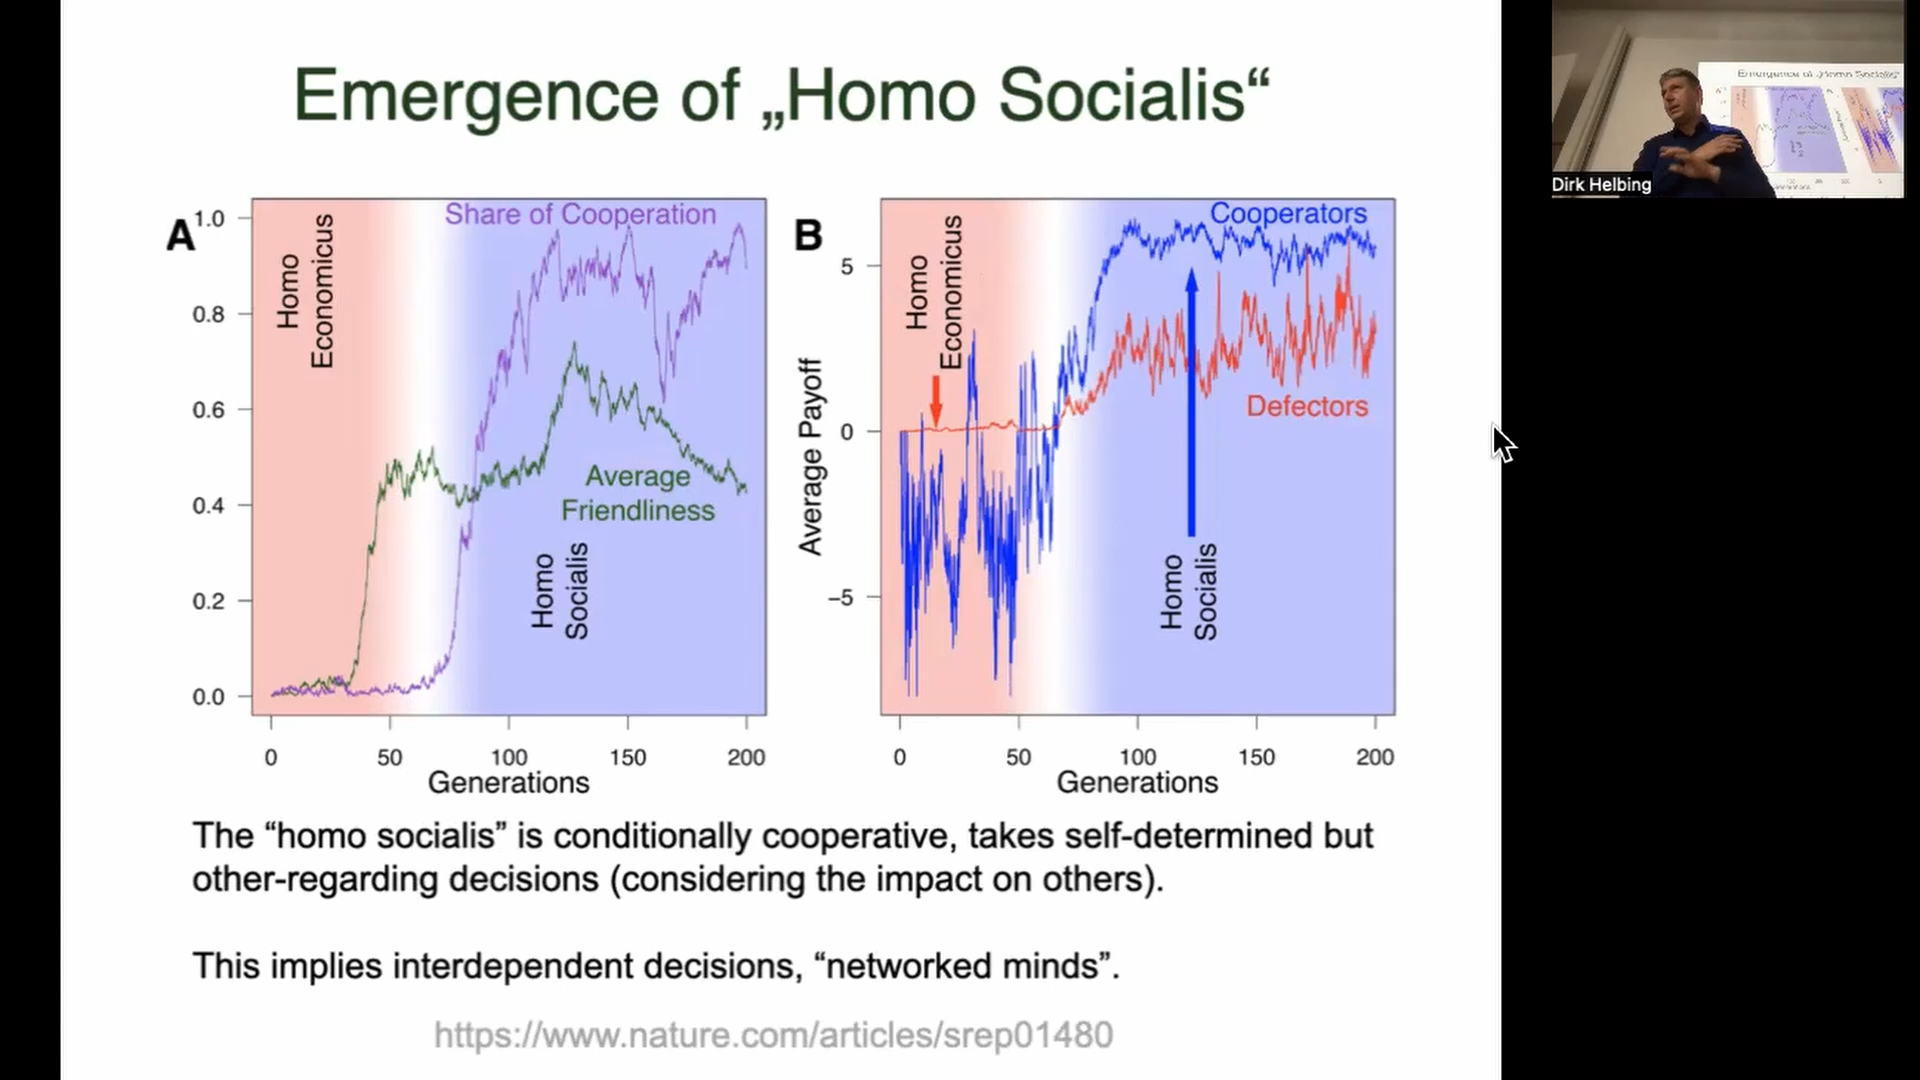 Emergence of „Homo Socialis“
A
1.0
0.8
0.6
0.4
0.2
0.0
Homo
Economicus
Share of Cooperation
Average
Friendliness
Homo
Socialis
0 50 100 150 200
Generations
B
Average Payoff
5
0
−5
Homo
Economicus
Cooperators
Defectors
Homo
Socialis
0 50 100 150 200
Generations
The “homo socialis” is conditionally cooperative, takes self-determined but
other-regarding decisions (considering the impact on others).
This implies interdependent decisions, “networked minds”.
https://www.nature.com/articles/srep01480
Emergence of „Homo Socialis“
Dirk Helbing